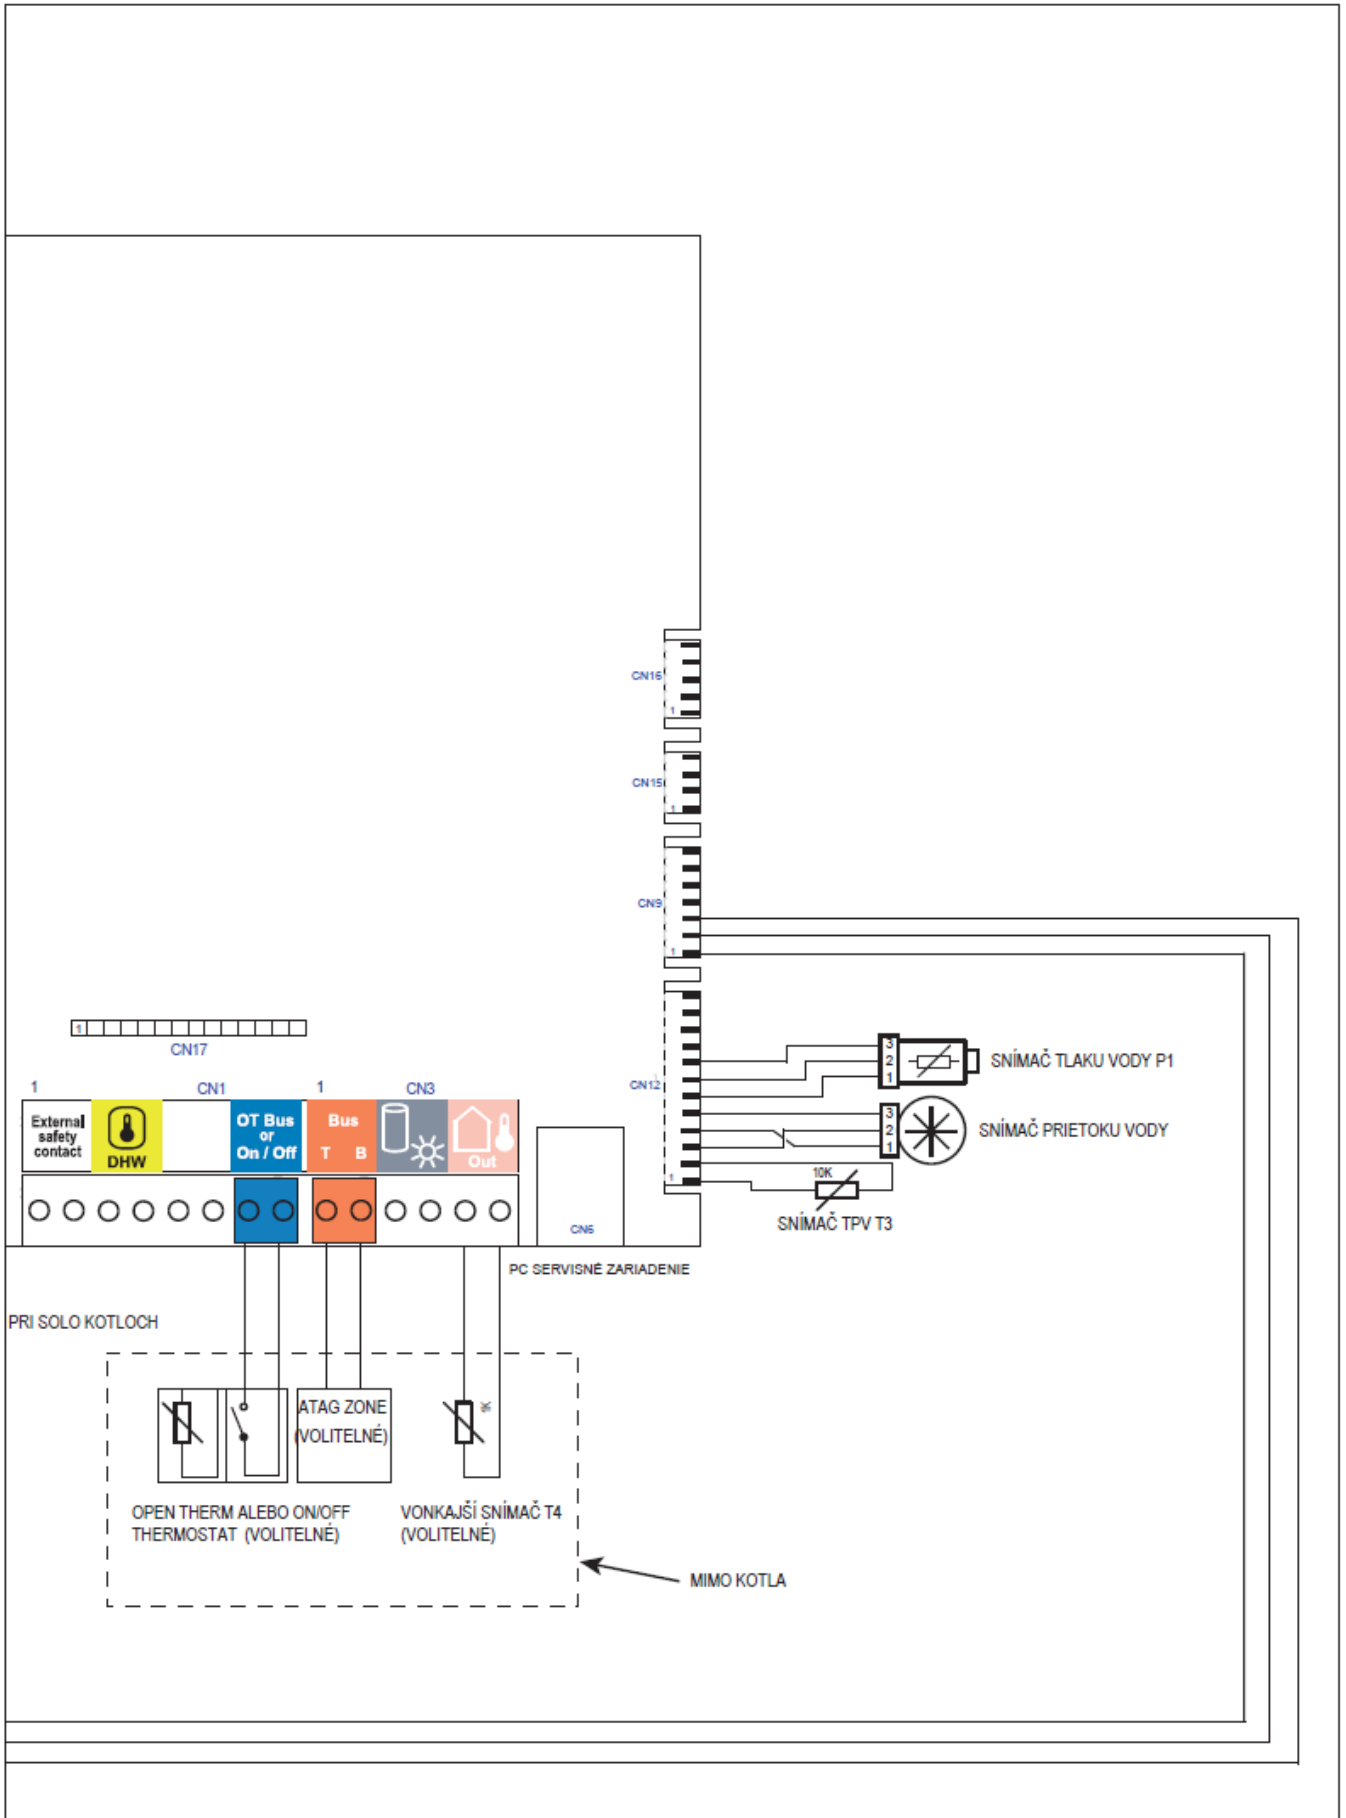 CN16
1
CN15
1
CN9
1
1
CN17
3
2
1
SNÍMAČ TLAKU VODY P1
CN12
1
CN1
1
CN3
External
safety
contact
DHW
OT Bus
or
On / Off
Bus
T B
Out
3
2
1
SNÍMAČ PRIETOKU VODY
1
10K
SNÍMAČ TPV T3
CN6
PC SERVISNÉ ZARIADENIE
PRI SOLO KOTLOCH
ATAG ZONE
(VOLITELNÉ)
1K
OPEN THERM ALEBO ON/OFF
THERMOSTAT (VOLITELNÉ)
VONKAJŠÍ SNÍMAČ T4
(VOLITELNÉ)
MIMO KOTLA